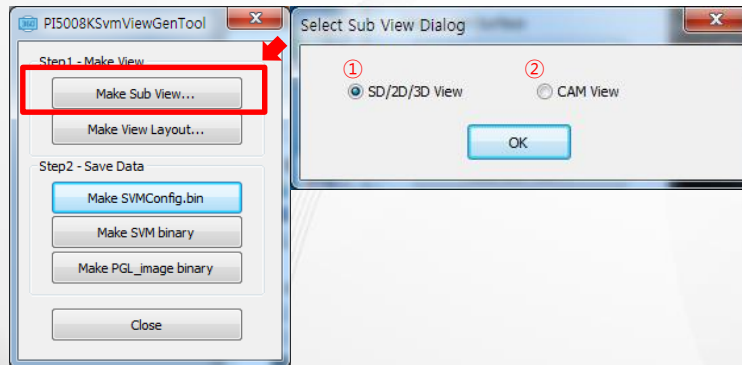 PI5008KSvmViewGenTool
Step1 - Make View
Make Sub View...
Make View Layout...
Step2 - Save Data
Make SVMConfig.bin
Make SVM binary
Make PGL_image binary
Close
Select Sub View Dialog
① ②
SD/2D/3D View CAM View
OK